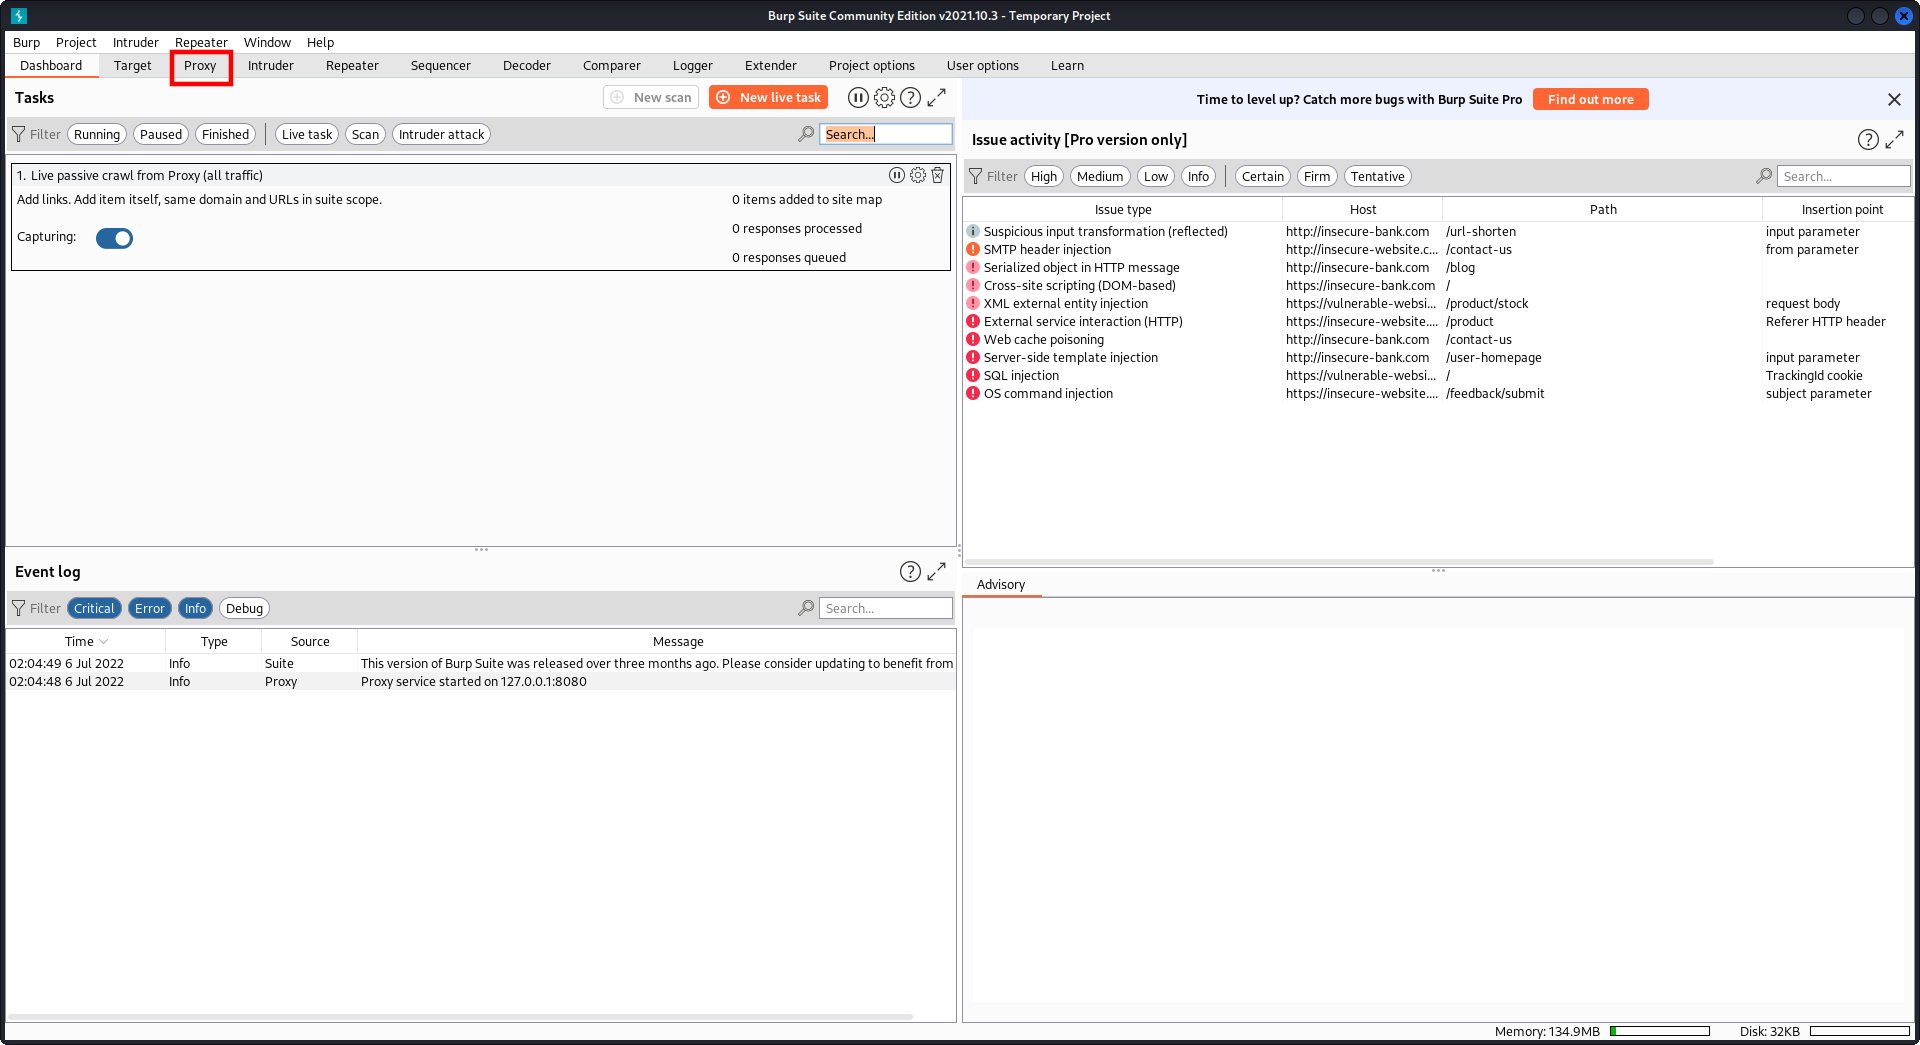 Burp Suite Community Edition v2021.10.3 - Temporary Project
Burp Project Intruder Repeater Window Help
Dashboard Target Proxy Intruder Repeater Sequencer Decoder Comparer Logger Extender Project options User options Learn
Tasks
New scan
New live task
Filter Running Paused Finished Live task Scan Intruder attack Search...
1. Live passive crawl from Proxy (all traffic)
Add links. Add item itself, same domain and URLs in suite scope.
0 items added to site map
0 responses processed
Capturing:
0 responses queued
Event log
Filter Critical Error Info Debug Search...
Time Type Source Message
02:04:49 6 Jul 2022 Info Suite This version of Burp Suite was released over three months ago. Please consider updating to benefit from
02:04:48 6 Jul 2022 Info Proxy Proxy service started on 127.0.0.1:8080
Time to level up? Catch more bugs with Burp Suite Pro Find out more
Issue activity [Pro version only]
Filter High Medium Low Info Certain Firm Tentative Search...
Issue type Host Path Insertion point
Suspicious input transformation (reflected) http://insecure-bank.com /url-shorten input parameter
SMTP header injection http://insecure-website.c... /contact-us from parameter
Serialized object in HTTP message http://insecure-bank.com /blog
Cross-site scripting (DOM-based) https://insecure-bank.com /
XML external entity injection https://vulnerable-websi... /product/stock request body
External service interaction (HTTP) https://insecure-website.... /product Referer HTTP header
Web cache poisoning http://insecure-bank.com /contact-us
Server-side template injection http://insecure-bank.com /user-homepage input parameter
SQL injection https://vulnerable-websi... / TrackingId cookie
OS command injection https://insecure-website.... /feedback/submit subject parameter
Advisory
Memory: 134.9MB Disk: 32KB